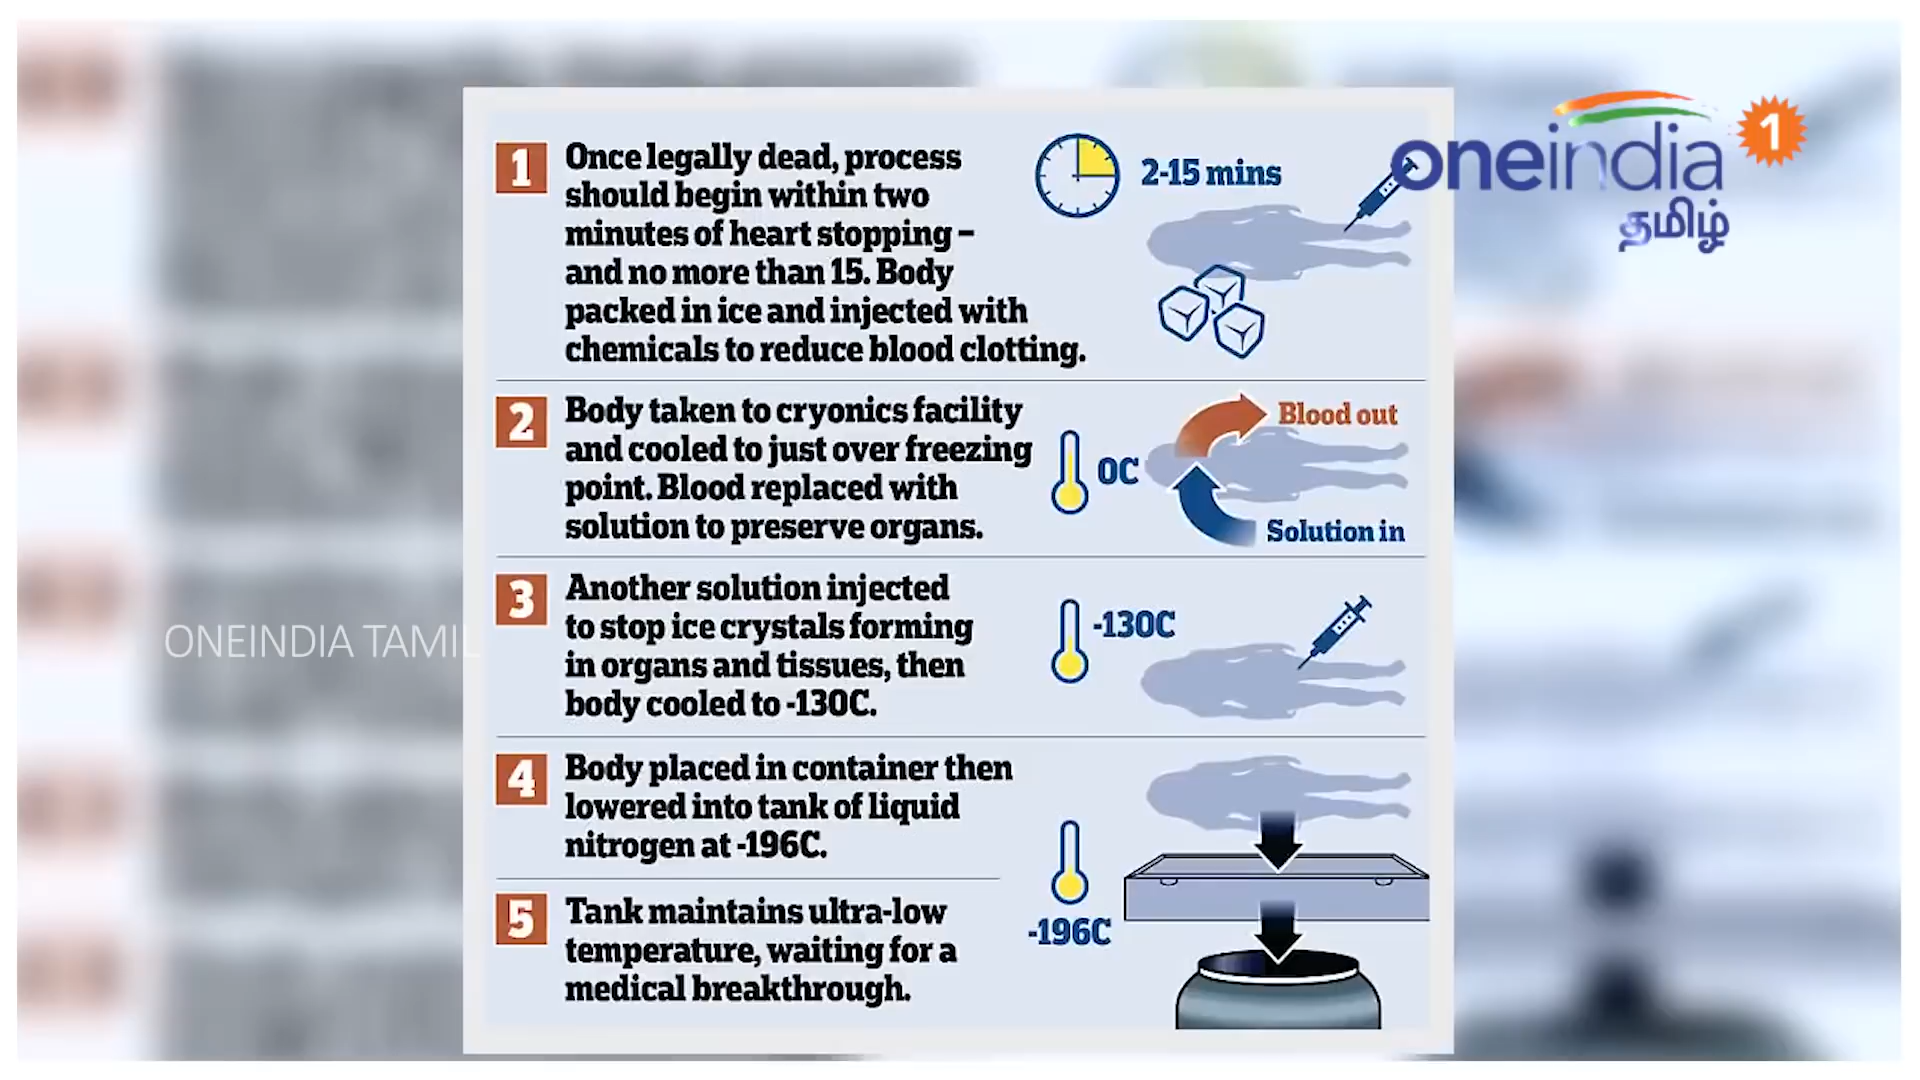 1
Once legally dead, process
should begin within two
minutes of heart stopping –
and no more than 15. Body
packed in ice and injected with
chemicals to reduce blood clotting.
2-15 mins
oneindia 1
தமிழ்
2
Body taken to cryonics facility
and cooled to just over freezing
point. Blood replaced with
solution to preserve organs.
0C
Blood out
Solution in
3
Another solution injected
to stop ice crystals forming
in organs and tissues, then
body cooled to -130C.
-130C
ONEINDIA TAMIL
4
Body placed in container then
lowered into tank of liquid
nitrogen at -196C.
5
Tank maintains ultra-low
temperature, waiting for a
medical breakthrough.
-196C